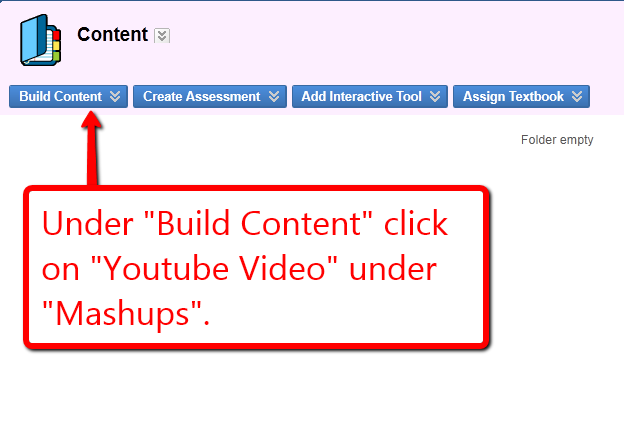 Content
Build Content Create Assessment Add Interactive Tool Assign Textbook
Folder empty
Under "Build Content" click
on "Youtube Video" under
"Mashups".